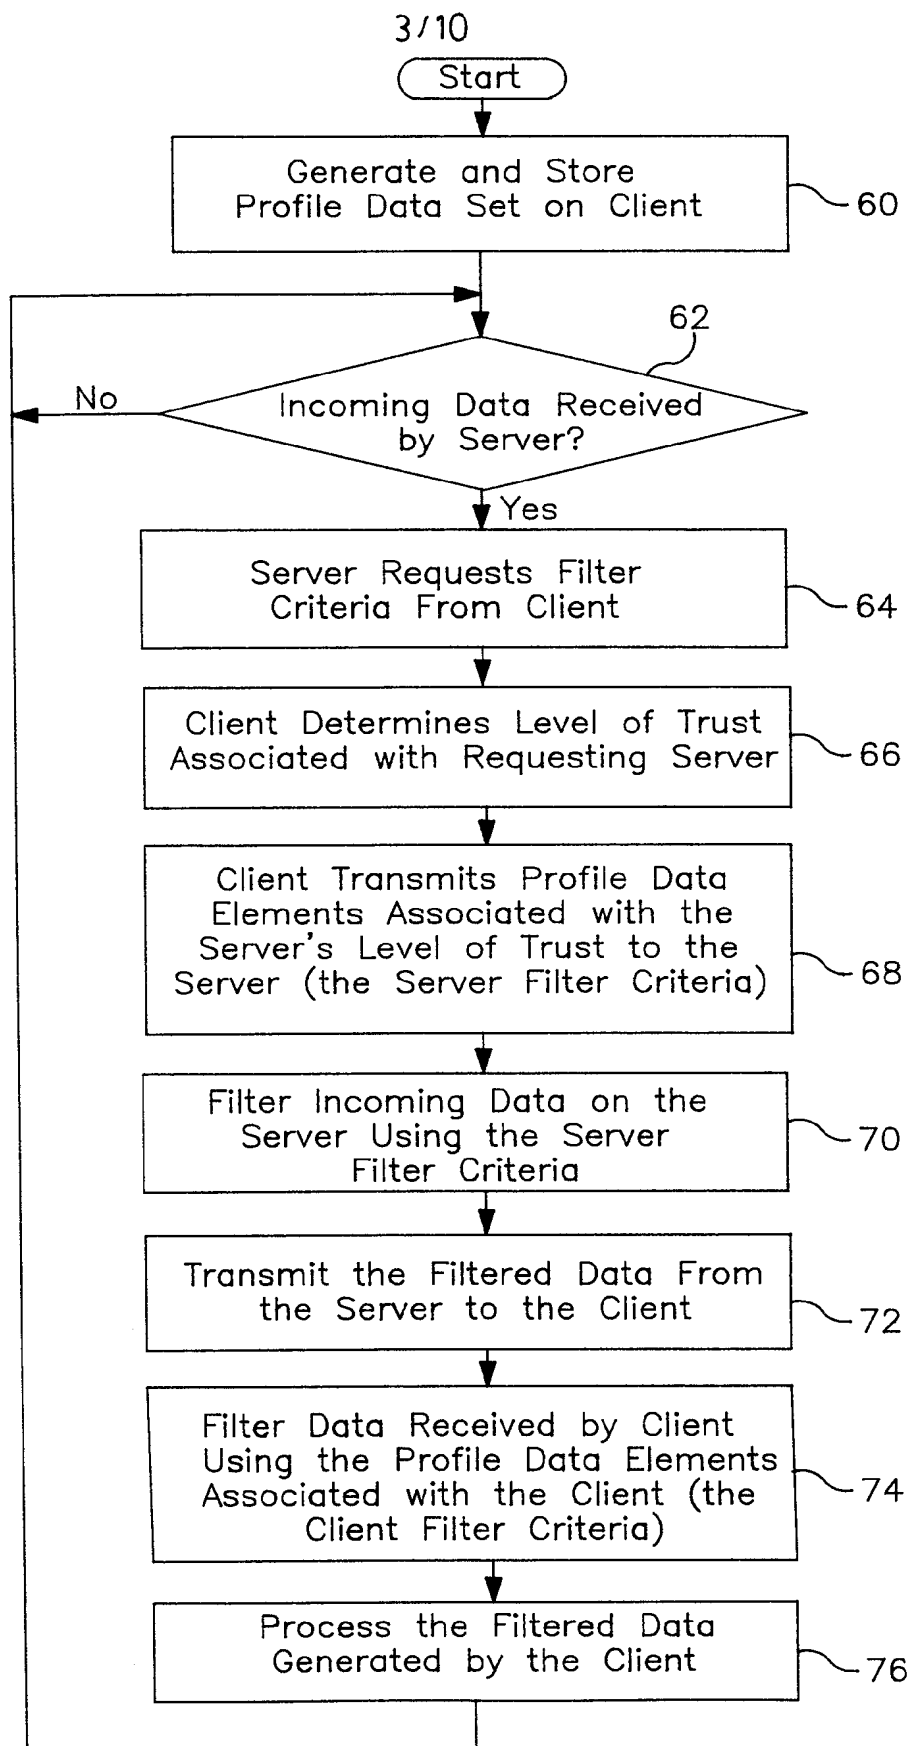 3/10
Start
Generate and Store
Profile Data Set on Client
60
62
No
Incoming Data Received
by Server?
Yes
Server Requests Filter
Criteria From Client
64
Client Determines Level of Trust
Associated with Requesting Server
66
Client Transmits Profile Data
Elements Associated with the
Server's Level of Trust to the
Server (the Server Filter Criteria)
68
Filter Incoming Data on the
Server Using the Server
Filter Criteria
70
Transmit the Filtered Data From
the Server to the Client
72
Filter Data Received by Client
Using the Profile Data Elements
Associated with the Client (the
Client Filter Criteria)
74
Process the Filtered Data
Generated by the Client
76